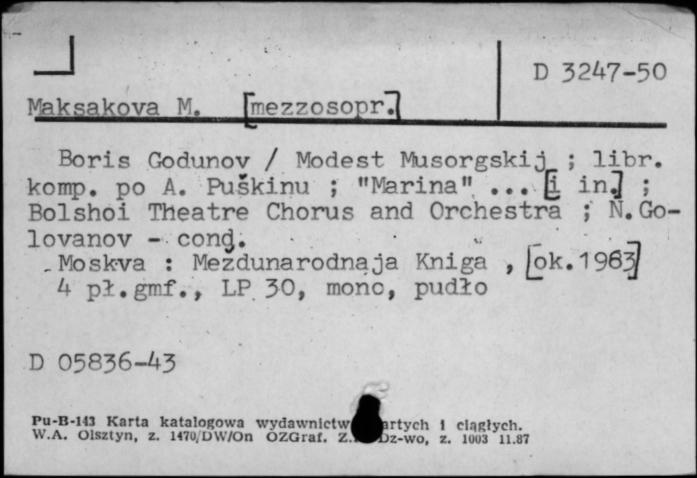 D 3247-50
Maksakova M. [mezzosopr.]
Boris Godunov / Modest Musorgskij ; libr.
komp. po A. Puškinu ; "Marina" ... [i in.] ;
Bolshoi Theatre Chorus and Orchestra ; N.Go-
lovanov - cond.
Moskva : Meždunarodnaja Kniga , [ok.1963]
4 pł.gmf., LP 30, mono, pudło
D 05836-43
Pu-B-143 Karta katalogowa wydawnictw artych i ciągłych.
W.A. Olsztyn, z. 1470/DW/On OZGraf. Z. Dz-wo, z. 1003 11.87